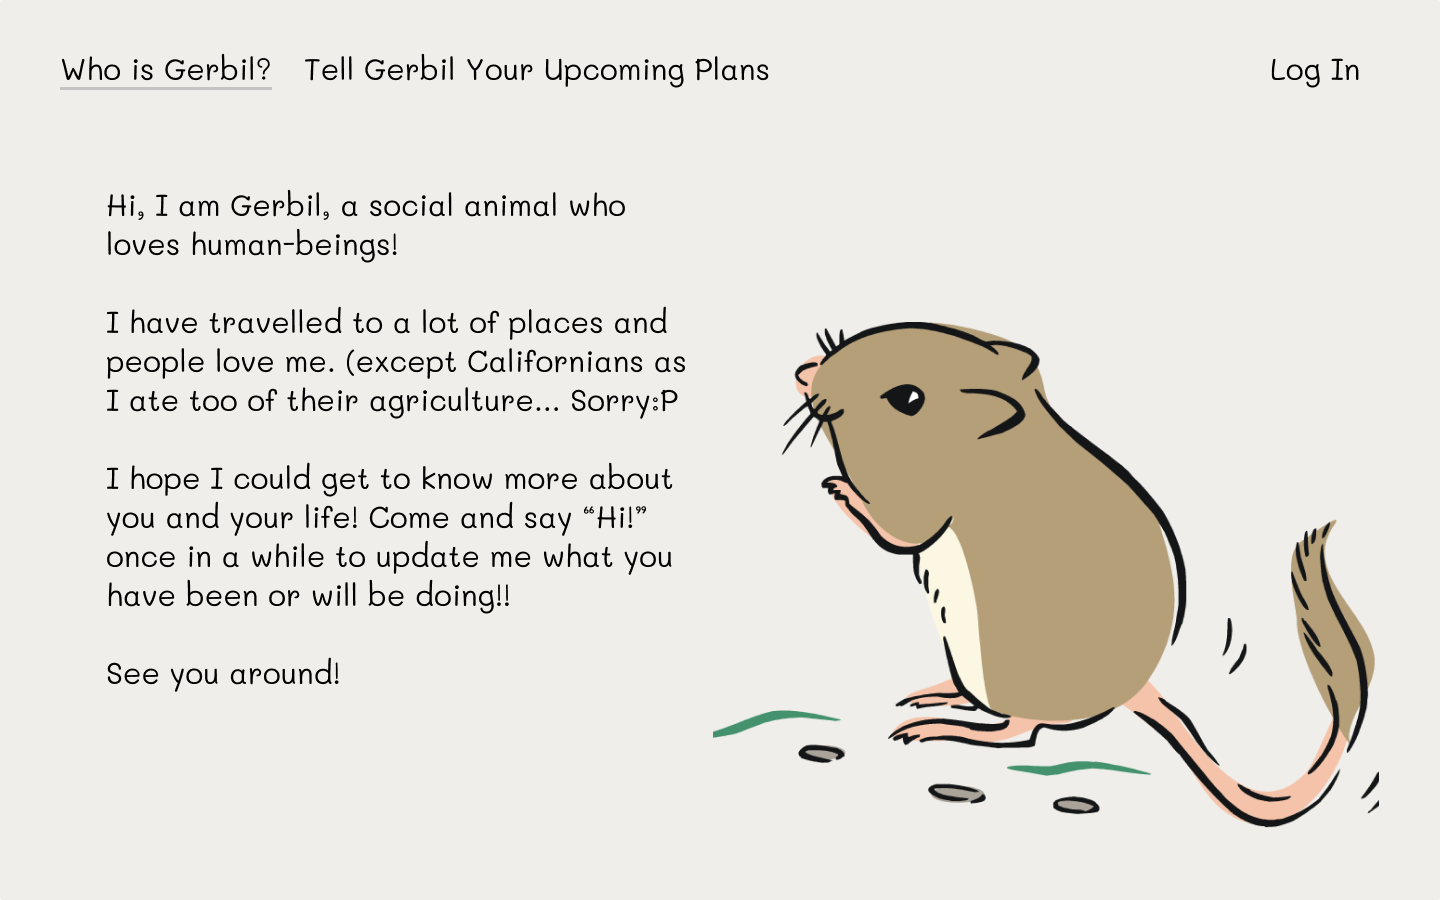 Who is Gerbil? Tell Gerbil Your Upcoming Plans Log In
Hi, I am Gerbil, a social animal who
loves human-beings!
I have travelled to a lot of places and
people love me. (except Californians as
I ate too of their agriculture... Sorry:P
I hope I could get to know more about
you and your life! Come and say “Hi!”
once in a while to update me what you
have been or will be doing!!
See you around!